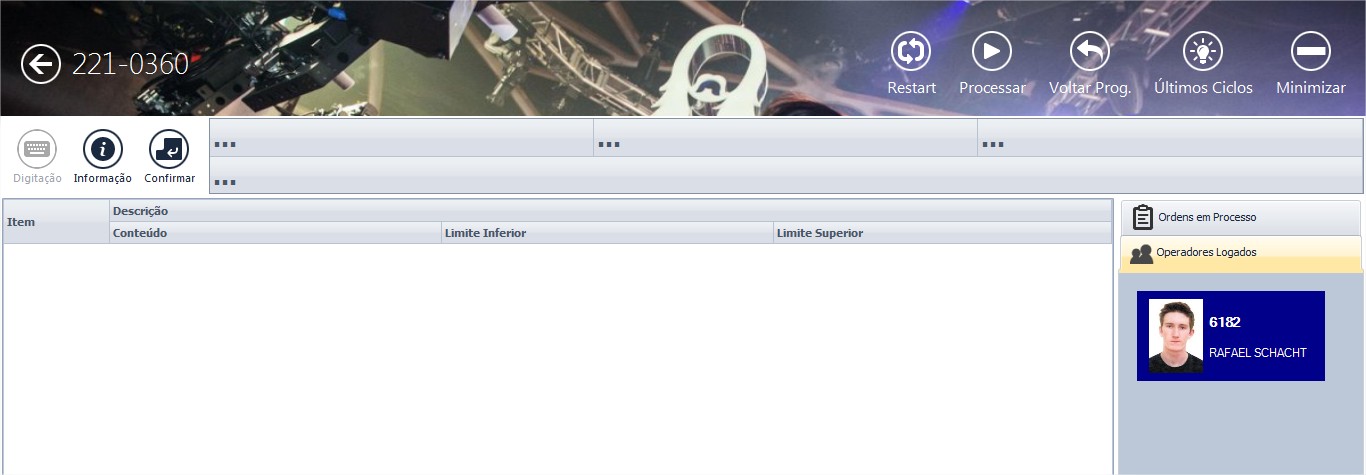 221-0360
Restart
Processar
Voltar Prog.
Últimos Ciclos
Minimizar
Digitação
Informação
Confirmar
...
...
...
...
Item
Descrição
Conteúdo
Limite Inferior
Limite Superior
Ordens em Processo
Operadores Logados
6182
RAFAEL SCHACHT